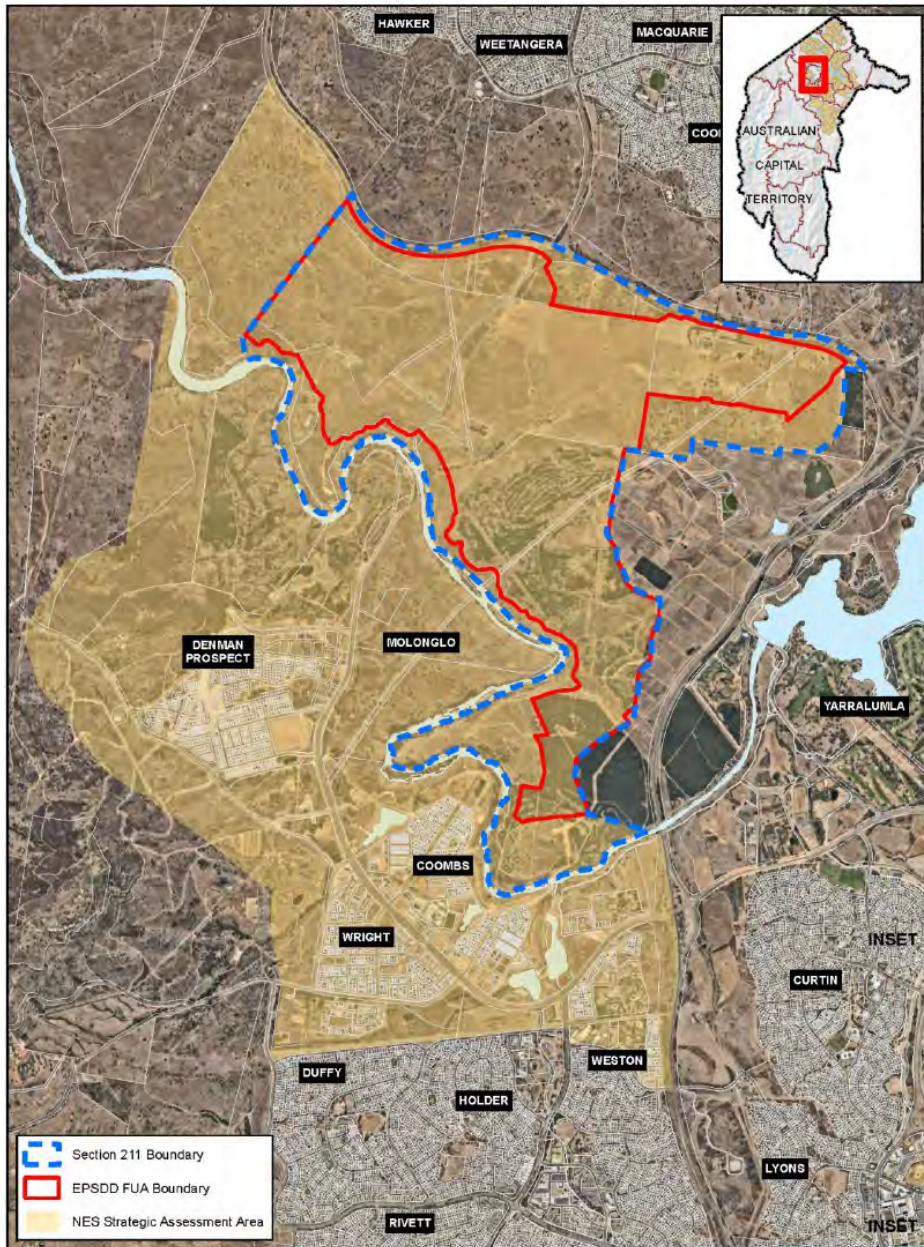 HAWKER
WEETANGERA
MACQUARIE
COO
AUSTRALIAN
CAPITAL
TERRITORY
DENMAN
PROSPECT
MOLONGLO
YARRALUMLA
COOMBS
WRIGHT
INSET
CURTIN
DUFFY
WESTON
HOLDER
LYONS
RIVETT
INSET
Section 211 Boundary
EPSDD FUA Boundary
NES Strategic Assessment Area